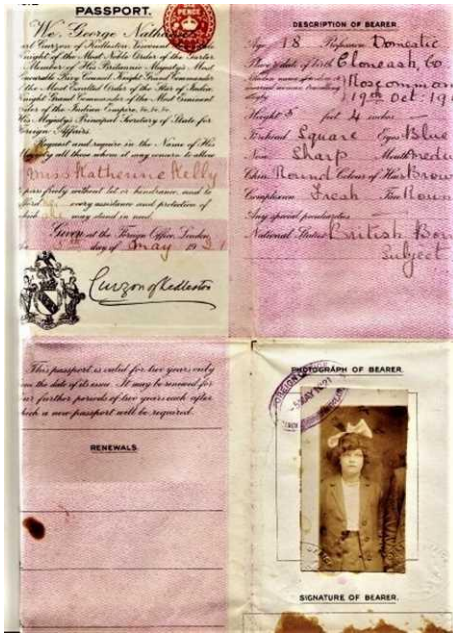 PASSPORT.
We, George Nathaniel
Earl Curzon of Kedleston, Viscount
Knight of the Most Noble Order of the Garter
Member of His Britannic Majesty's Most
Honourable Privy Council, Knight Grand Commander
of the Most Exalted Order of the Star of India,
Knight Grand Commander of the Most Eminent
Order of the Indian Empire,
His Majesty's Principal Secretary of State for
Foreign Affairs.
Request and require in the Name of His
Majesty all those whom it may concern to allow
Miss Katherine Kelly
to pass freely without let or hindrance, and to
every assistance and protection of
which she may stand in need.
Given at the Foreign Office, London,
day of May 1921
Curzon of Kedleston
This passport is valid for two years only
from the date of its issue. It may be renewed for
four further periods of two years each after
which a new passport will be required.
RENEWALS.
PENCE
DESCRIPTION OF BEARER.
Age 18 Profession Domestic
Place & date of birth Cloneash, Co
Roscommon
19th Oct: 19
Height 5 feet 4 inches
Forehead Square Eyes Blue
Nose Sharp Mouth
Chin Round Colour of Hair Brow
Complexion Fresh Face Roun
Any special peculiarities
National Status British Bor
Subject
PHOTOGRAPH OF BEARER.
MAY 1921
SIGNATURE OF BEARER.